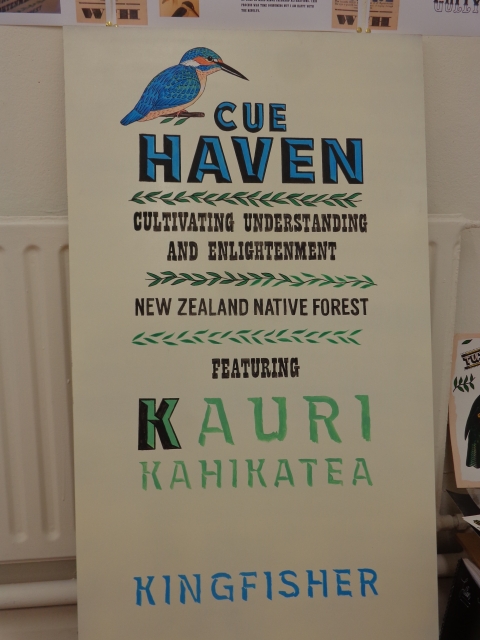 CUE
HAVEN
CULTIVATING UNDERSTANDING
AND ENLIGHTENMENT
NEW ZEALAND NATIVE FOREST
FEATURING
KAURI
KAHIKATEA
KINGFISHER